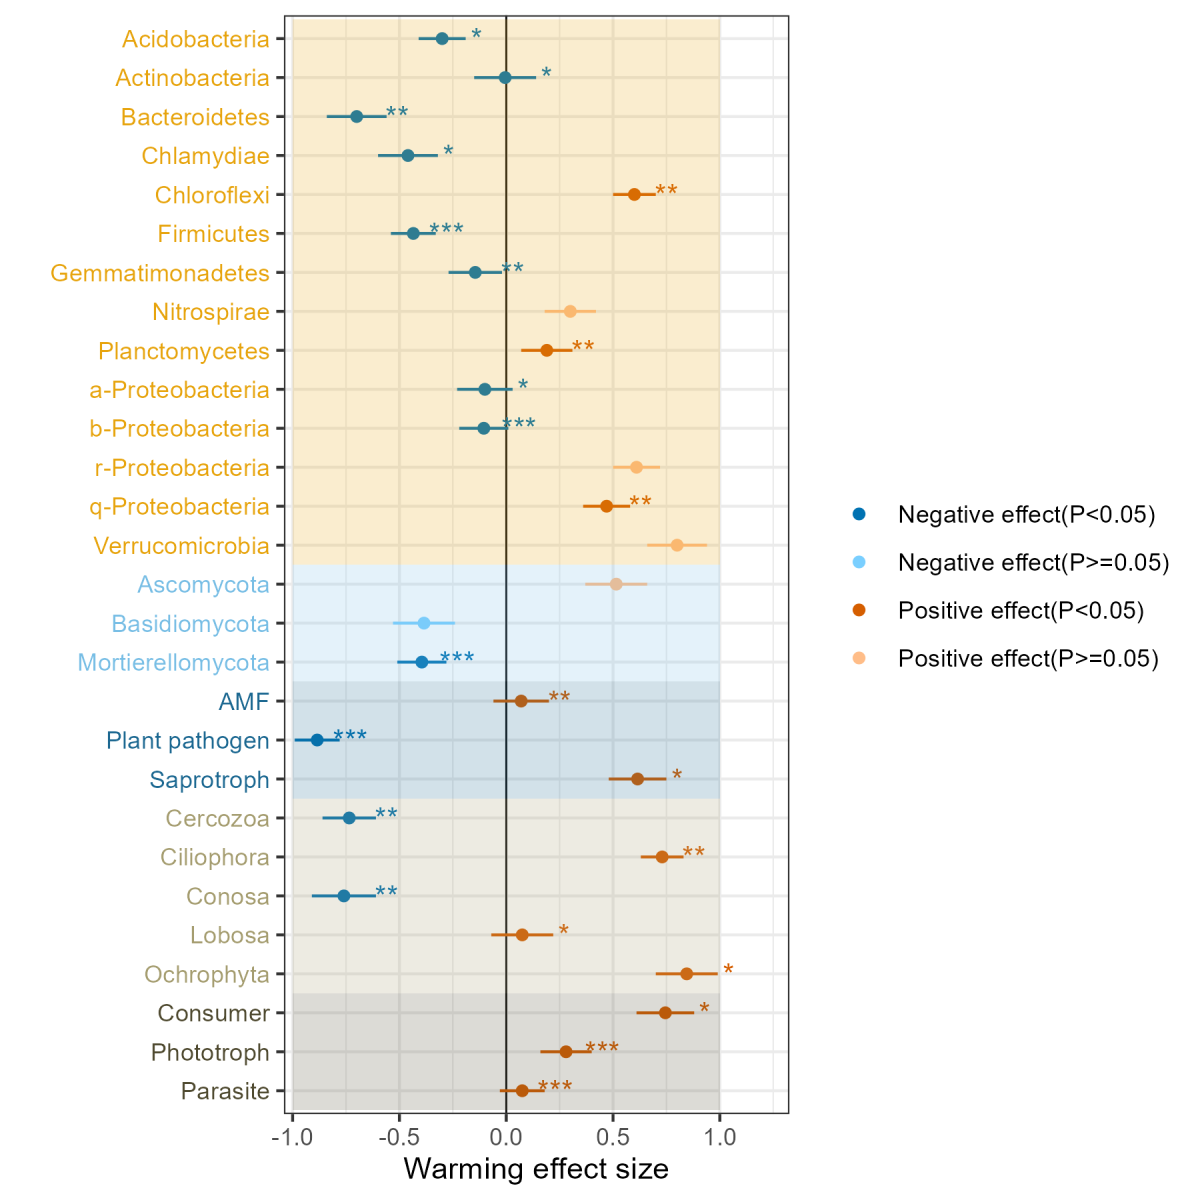 Acidobacteria *
Actinobacteria *
Bacteroidetes **
Chlamydiae *
Chloroflexi **
Firmicutes ***
Gemmatimonadetes **
Nitrospirae
Planctomycetes **
a-Proteobacteria *
b-Proteobacteria ***
r-Proteobacteria
q-Proteobacteria **
Verrucomicrobia
Ascomycota
Basidiomycota
Mortierellomycota ***
AMF **
Plant pathogen ***
Saprotroph *
Cercozoa **
Ciliophora **
Conosa **
Lobosa *
Ochrophyta *
Consumer *
Phototroph ***
Parasite ***
-1.0 -0.5 0.0 0.5 1.0
Warming effect size
Negative effect(P<0.05)
Negative effect(P>=0.05)
Positive effect(P<0.05)
Positive effect(P>=0.05)